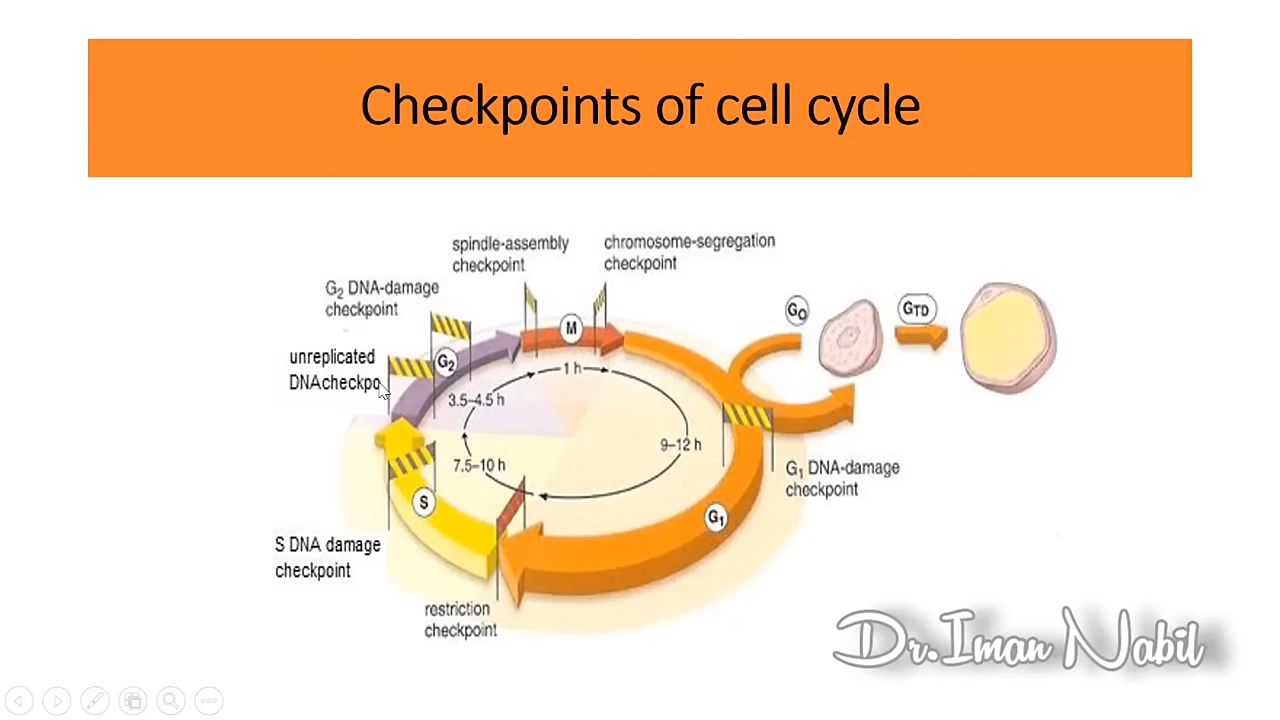 Checkpoints of cell cycle
spindle-assembly
checkpoint
chromosome-segregation
checkpoint
G2 DNA-damage
checkpoint
unreplicated
DNAcheckpo
G2
M
G0
GTD
1 h
3.5–4.5 h
9–12 h
7.5–10 h
G1 DNA-damage
checkpoint
S
G1
S DNA damage
checkpoint
restriction
checkpoint
Dr.Iman Nabil